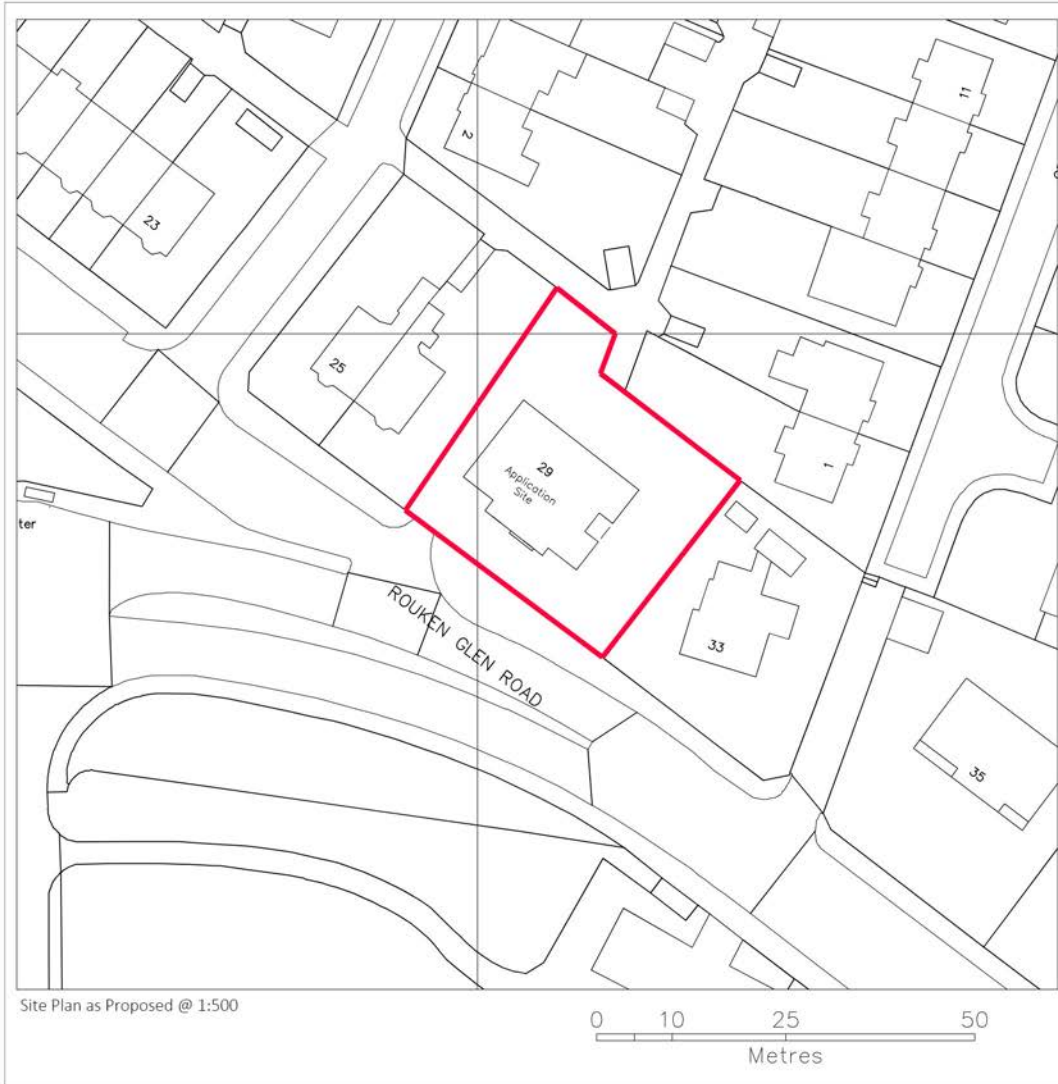 11
2
23
25
29
Application
Site
1
ter
ROUKEN GLEN ROAD
33
35
Site Plan as Proposed @ 1:500
0 10 25 50
Metres